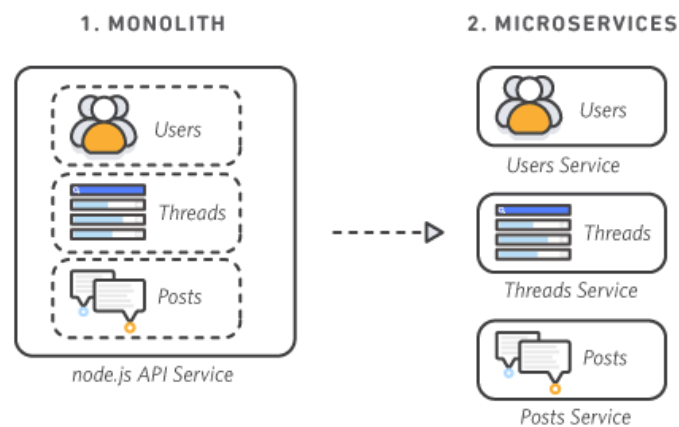 1. MONOLITH
Users
Threads
Posts
node.js API Service
2. MICROSERVICES
Users
Users Service
Threads
Threads Service
Posts
Posts Service